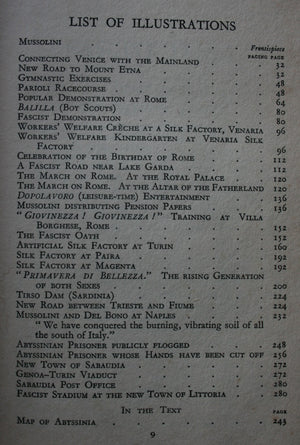 LIST OF ILLUSTRATIONS
MUSSOLINI . . . . . Frontispiece
FACING PAGE
CONNECTING VENICE WITH THE MAINLAND . . 32
NEW ROAD TO MOUNT ETNA . . . 32
GYMNASTIC EXERCISES . . . . 48
PARIOLI RACECOURSE . . . . 48
POPULAR DEMONSTRATION AT ROME . . 64
BALILLA (BOY SCOUTS) . . . . 80
FASCIST DEMONSTRATION . . . 80
WORKERS' WELFARE CRÈCHE AT A SILK FACTORY, VENARIA 96
WORKERS' WELFARE KINDERGARTEN AT VENARIA SILK
FACTORY . . . . . 96
CELEBRATION OF THE BIRTHDAY OF ROME . . 112
A FASCIST ROAD NEAR LAKE GARDA . . 112
THE MARCH ON ROME. AT THE ROYAL PALACE . 120
THE MARCH ON ROME. AT THE ALTAR OF THE FATHERLAND 120
DOPOLAVORO (LEISURE-TIME) ENTERTAINMENT . 136
MUSSOLINI DISTRIBUTING PENSION PAPERS . . 136
"GIOVINEZZA! GIOVINEZZA!" TRAINING AT VILLA
BORGHESE, ROME . . . . 152
THE FASCIST OATH . . . . 152
ARTIFICIAL SILK FACTORY AT TURIN . . 160
SILK FACTORY AT PAIRA . . . 192
SILK FACTORY AT MAGENTA . . . 192
"PRIMAVERA DI BELLEZZA." THE RISING GENERATION
OF BOTH SEXES . . . . 200
TIRSO DAM (SARDINIA) . . . . 224
NEW ROAD BETWEEN TRIESTE AND FIUME . . 224
MUSSOLINI AND DEL BONO AT NAPLES . . 232
"We have conquered the burning, vibrating soil of all
the south of Italy."
ABYSSINIAN PRISONER PUBLICLY FLOGGED . . 248
ABYSSINIAN PRISONER WHOSE HANDS HAVE BEEN CUT OFF 256
NEW TOWN OF SABAUDIA . . . 272
GENOA–TURIN VIADUCT . . . . 272
SABAUDIA POST OFFICE . . . . 280
FASCIST STADIUM AT THE NEW TOWN OF LITTORIA . 280
IN THE TEXT
PAGE
MAP OF ABYSSINIA . . . . 243
9